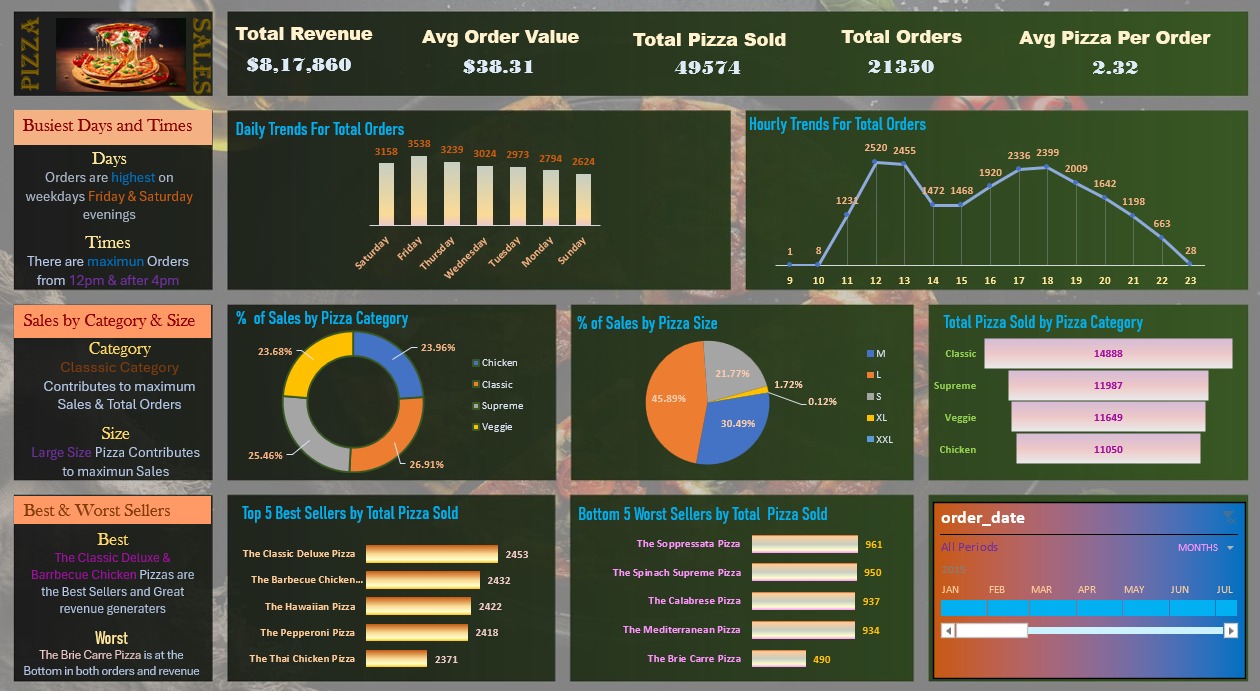 PIZZA
SALES
Total Revenue
$8,17,860
Avg Order Value
$38.31
Total Pizza Sold
49574
Total Orders
21350
Avg Pizza Per Order
2.32
Busiest Days and Times
Days
Orders are highest on
weekdays Friday & Saturday
evenings
Times
There are maximun Orders
from 12pm & after 4pm
Daily Trends For Total Orders
3158
3538
3239
3024
2973
2794
2624
Saturday
Friday
Thursday
Wednesday
Tuesday
Monday
Sunday
Hourly Trends For Total Orders
1
8
1231
2520
2455
1472
1468
1920
2336
2399
2009
1642
1198
663
28
9 10 11 12 13 14 15 16 17 18 19 20 21 22 23
Sales by Category & Size
Category
Classsic Category
Contributes to maximum
Sales & Total Orders
Size
Large Size Pizza Contributes
to maximun Sales
% of Sales by Pizza Category
23.68%
23.96%
25.46%
26.91%
Chicken
Classic
Supreme
Veggie
% of Sales by Pizza Size
21.77%
1.72%
0.12%
45.89%
30.49%
M
L
S
XL
XXL
Total Pizza Sold by Pizza Category
Classic 14888
Supreme 11987
Veggie 11649
Chicken 11050
Best & Worst Sellers
Best
The Classic Deluxe &
Barrbecue Chicken Pizzas are
the Best Sellers and Great
revenue generaters
Worst
The Brie Carre Pizza is at the
Bottom in both orders and revenue
Top 5 Best Sellers by Total Pizza Sold
The Classic Deluxe Pizza 2453
The Barbecue Chicken... 2432
The Hawaiian Pizza 2422
The Pepperoni Pizza 2418
The Thai Chicken Pizza 2371
Bottom 5 Worst Sellers by Total Pizza Sold
The Soppressata Pizza 961
The Spinach Supreme Pizza 950
The Calabrese Pizza 937
The Mediterranean Pizza 934
The Brie Carre Pizza 490
order_date
All Periods MONTHS
2015
JAN FEB MAR APR MAY JUN JUL